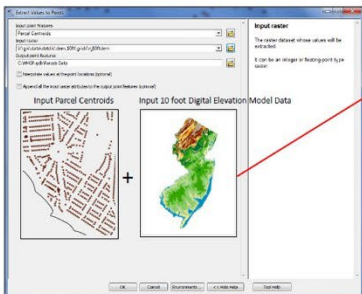 Extract Values to Points
Input point features
Parcel Centroids
Input raster
Output point features
Interpolate values at the point locations (optional)
Append all the input raster attributes to the output point features (optional)
Input Parcel Centroids
Input 10 foot Digital Elevation Model Data
+
OK
Cancel
Environments...
<< Hide Help
Tool Help
Input raster
The raster dataset whose values will be
extracted.
It can be an integer or floating-point type
raster.